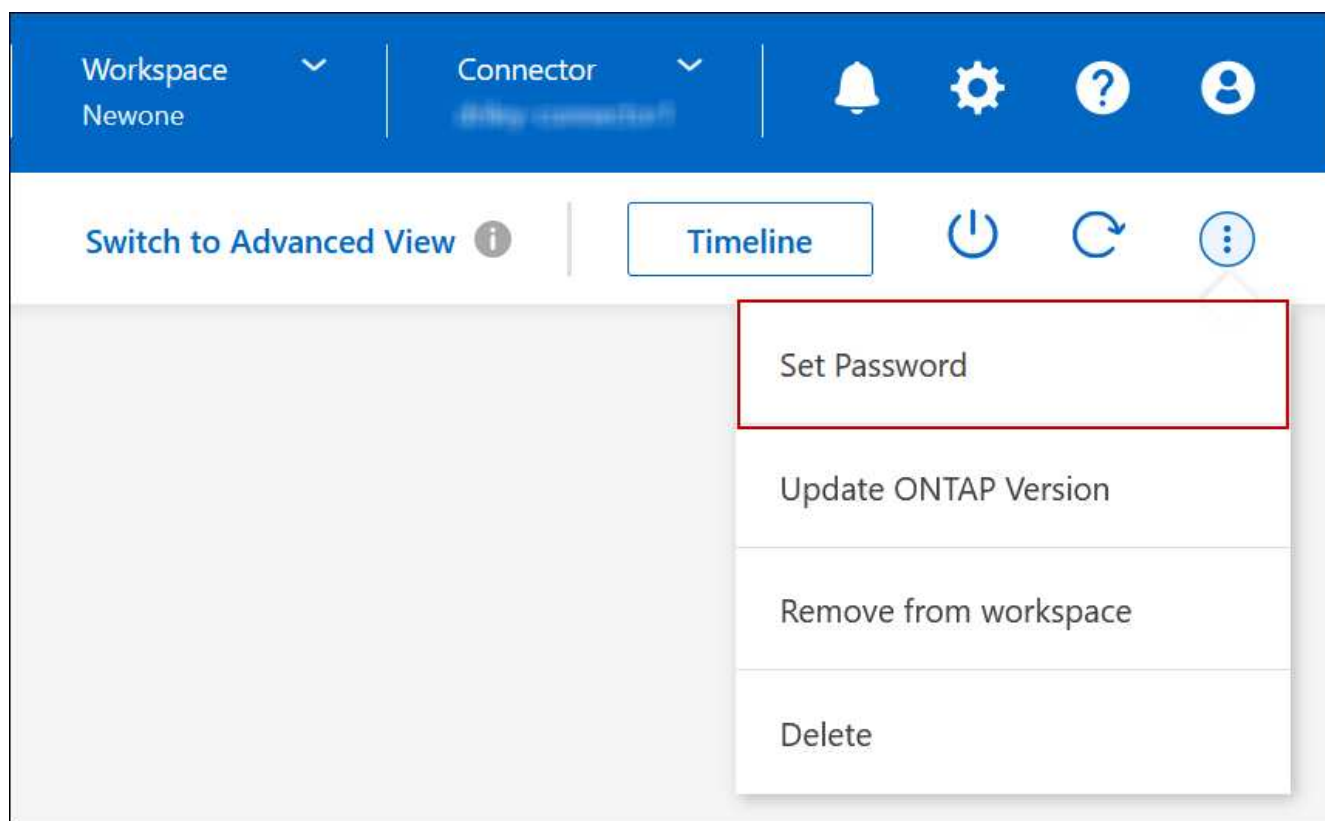 Workspace
Connector
Newone
Switch to Advanced View
Timeline
Set Password
Update ONTAP Version
Remove from workspace
Delete